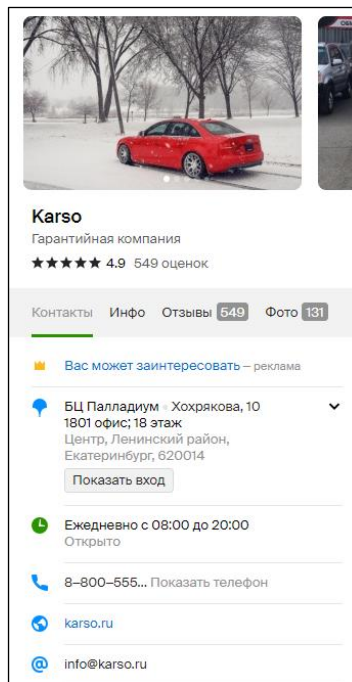 Karso
Гарантийная компания
★★★★★ 4.9 549 оценок
Контакты Инфо Отзывы 549 Фото 131
Вас может заинтересовать – реклама
БЦ Палладиум • Хохрякова, 10
1801 офис; 18 этаж
Центр, Ленинский район,
Екатеринбург, 620014
Показать вход
Ежедневно с 08:00 до 20:00
Открыто
8–800–555... Показать телефон
karso.ru
info@karso.ru